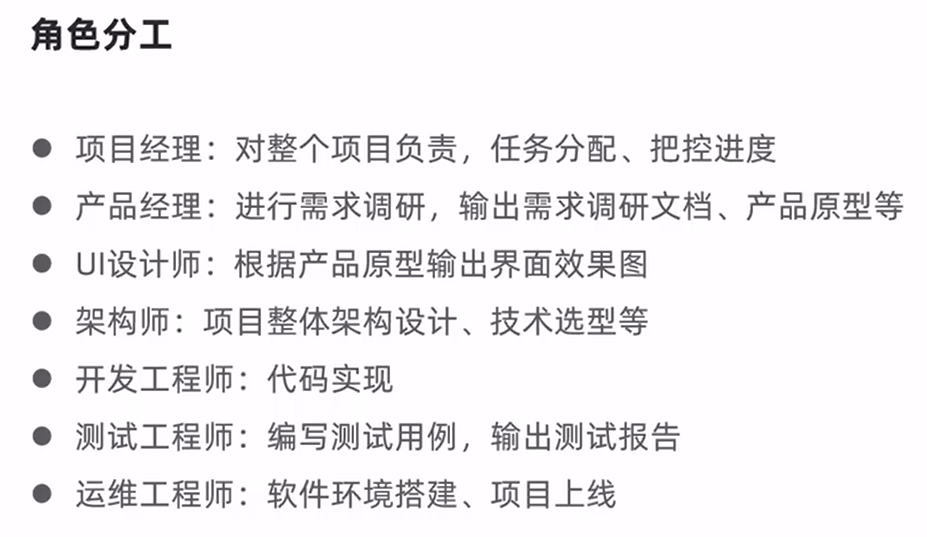 角色分工
● 项目经理：对整个项目负责，任务分配、把控进度
● 产品经理：进行需求调研，输出需求调研文档、产品原型等
● UI设计师：根据产品原型输出界面效果图
● 架构师：项目整体架构设计、技术选型等
● 开发工程师：代码实现
● 测试工程师：编写测试用例，输出测试报告
● 运维工程师：软件环境搭建、项目上线